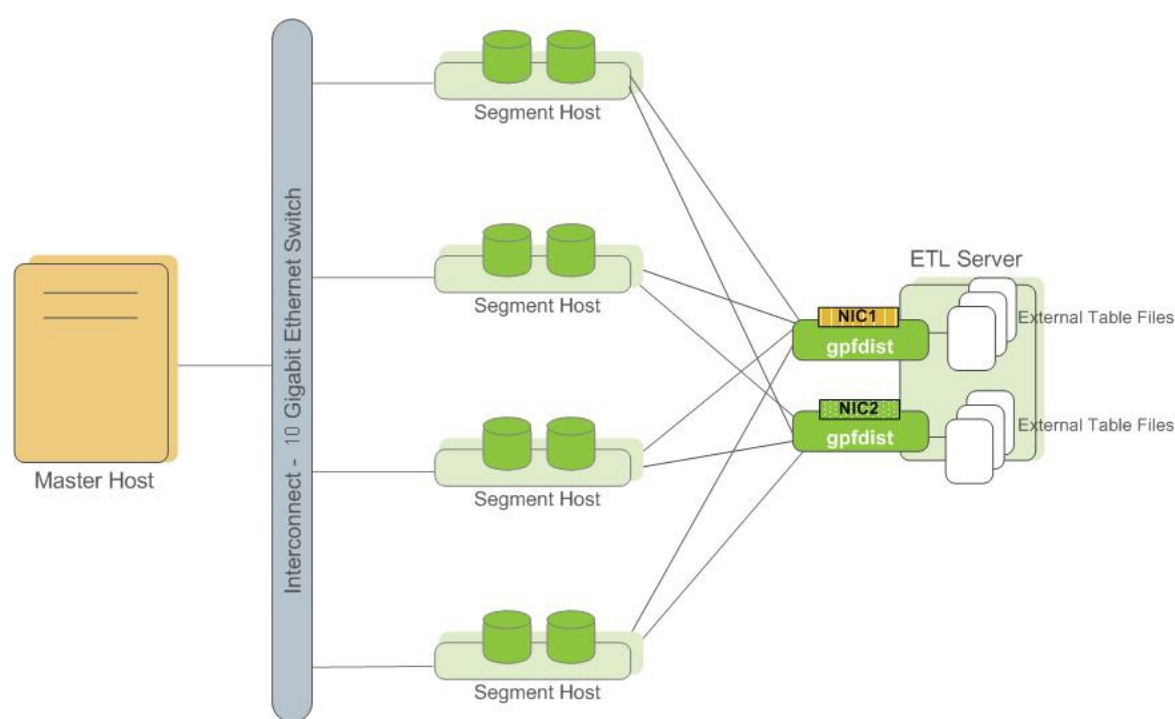 Master Host
Interconnect - 10 Gigabit Ethernet Switch
Segment Host
Segment Host
Segment Host
Segment Host
ETL Server
NIC1
gpfdist
External Table Files
NIC2
gpfdist
External Table Files